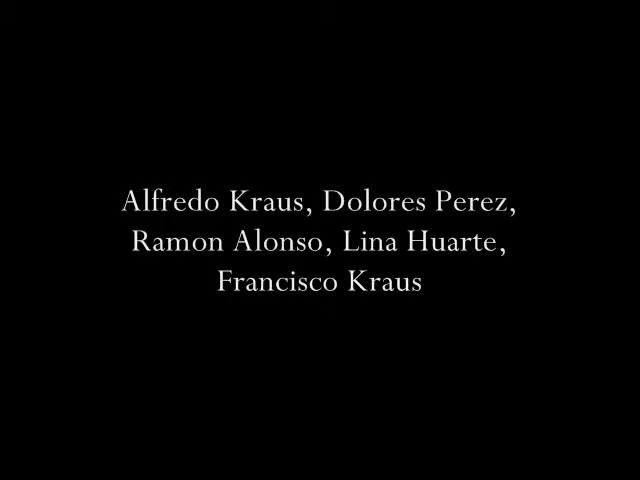 Alfredo Kraus, Dolores Perez,
Ramon Alonso, Lina Huarte,
Francisco Kraus